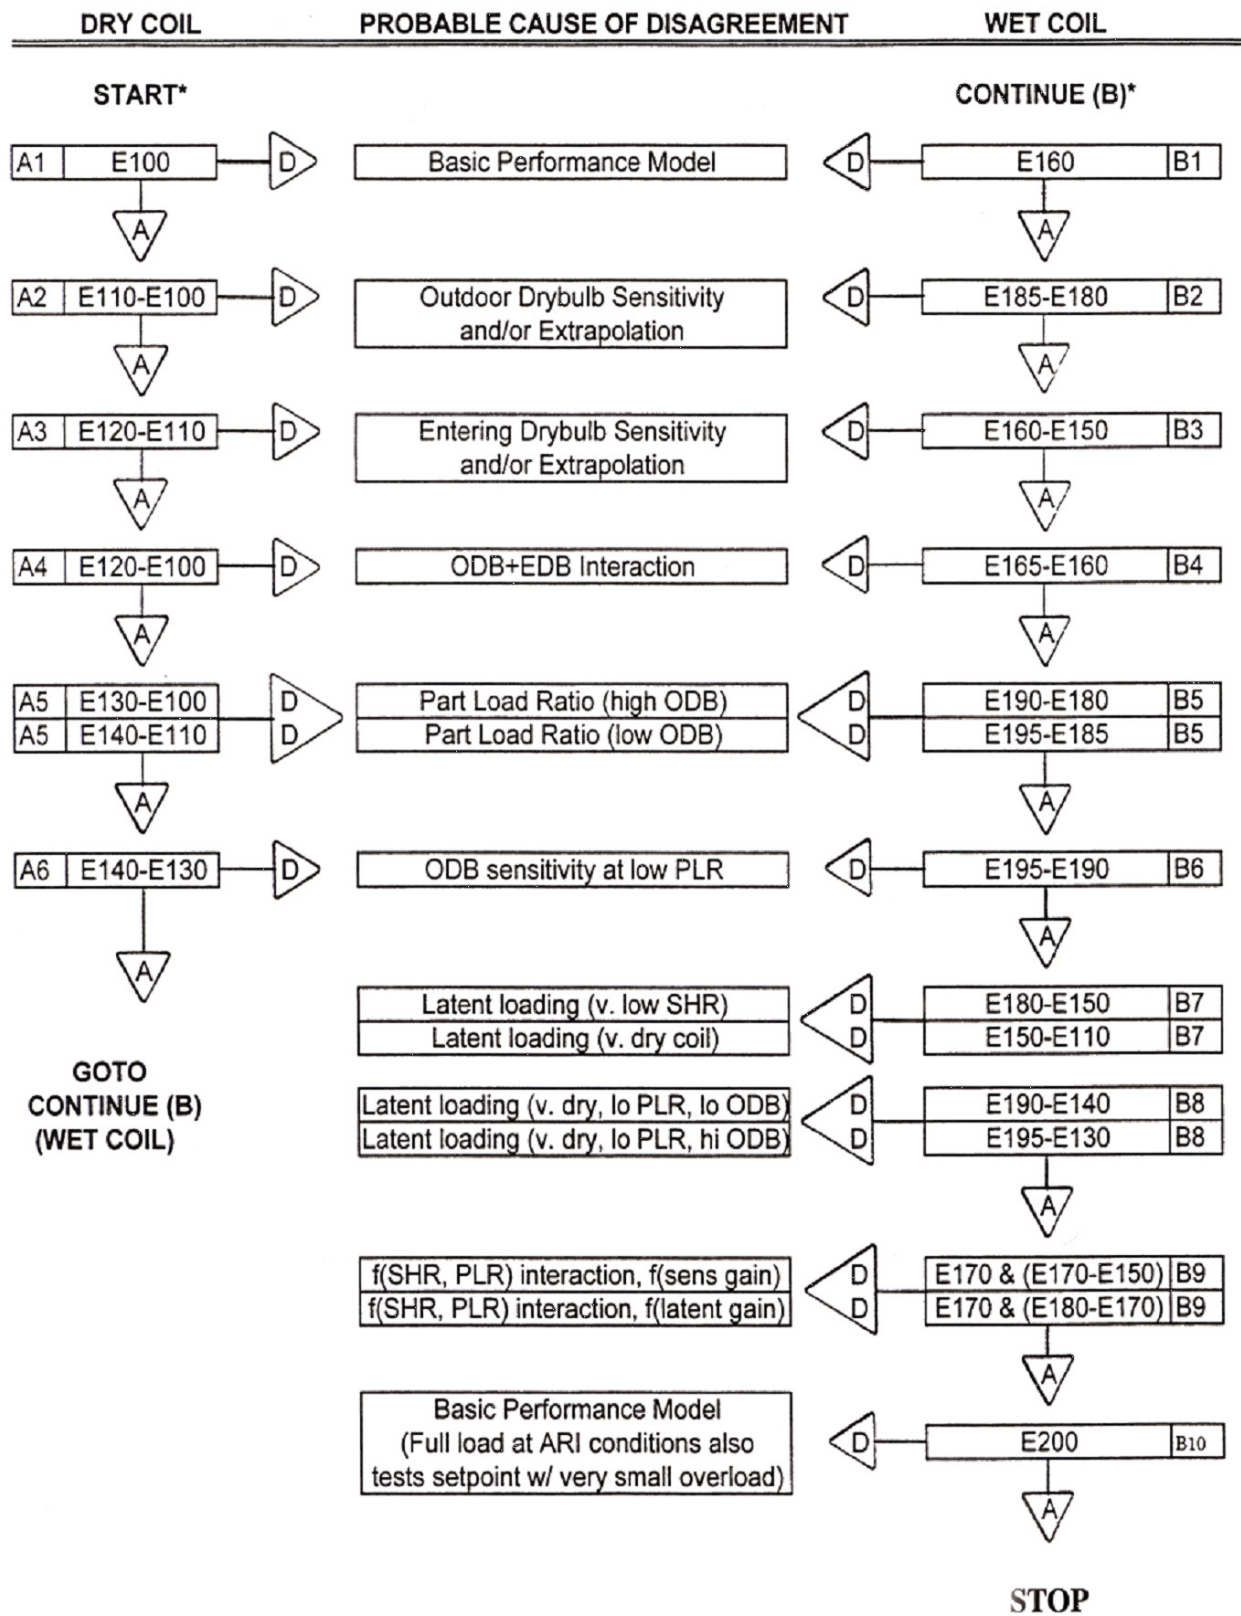 DRY COIL PROBABLE CAUSE OF DISAGREEMENT WET COIL
START* CONTINUE (B)*
A1 E100 D Basic Performance Model D E160 B1
A A
A2 E110-E100 D Outdoor Drybulb Sensitivity D E185-E180 B2
and/or Extrapolation
A A
A3 E120-E110 D Entering Drybulb Sensitivity D E160-E150 B3
and/or Extrapolation
A A
A4 E120-E100 D ODB+EDB Interaction D E165-E160 B4
A A
A5 E130-E100 D Part Load Ratio (high ODB) D E190-E180 B5
A5 E140-E110 D Part Load Ratio (low ODB) D E195-E185 B5
A A
A6 E140-E130 D ODB sensitivity at low PLR D E195-E190 B6
A A
Latent loading (v. low SHR) D E180-E150 B7
Latent loading (v. dry coil) D E150-E110 B7
GOTO
CONTINUE (B)
(WET COIL)
Latent loading (v. dry, lo PLR, lo ODB) D E190-E140 B8
Latent loading (v. dry, lo PLR, hi ODB) D E195-E130 B8
A
f(SHR, PLR) interaction, f(sens gain) D E170 & (E170-E150) B9
f(SHR, PLR) interaction, f(latent gain) D E170 & (E180-E170) B9
A
Basic Performance Model
(Full load at ARI conditions also D E200 B10
tests setpoint w/ very small overload)
A
STOP